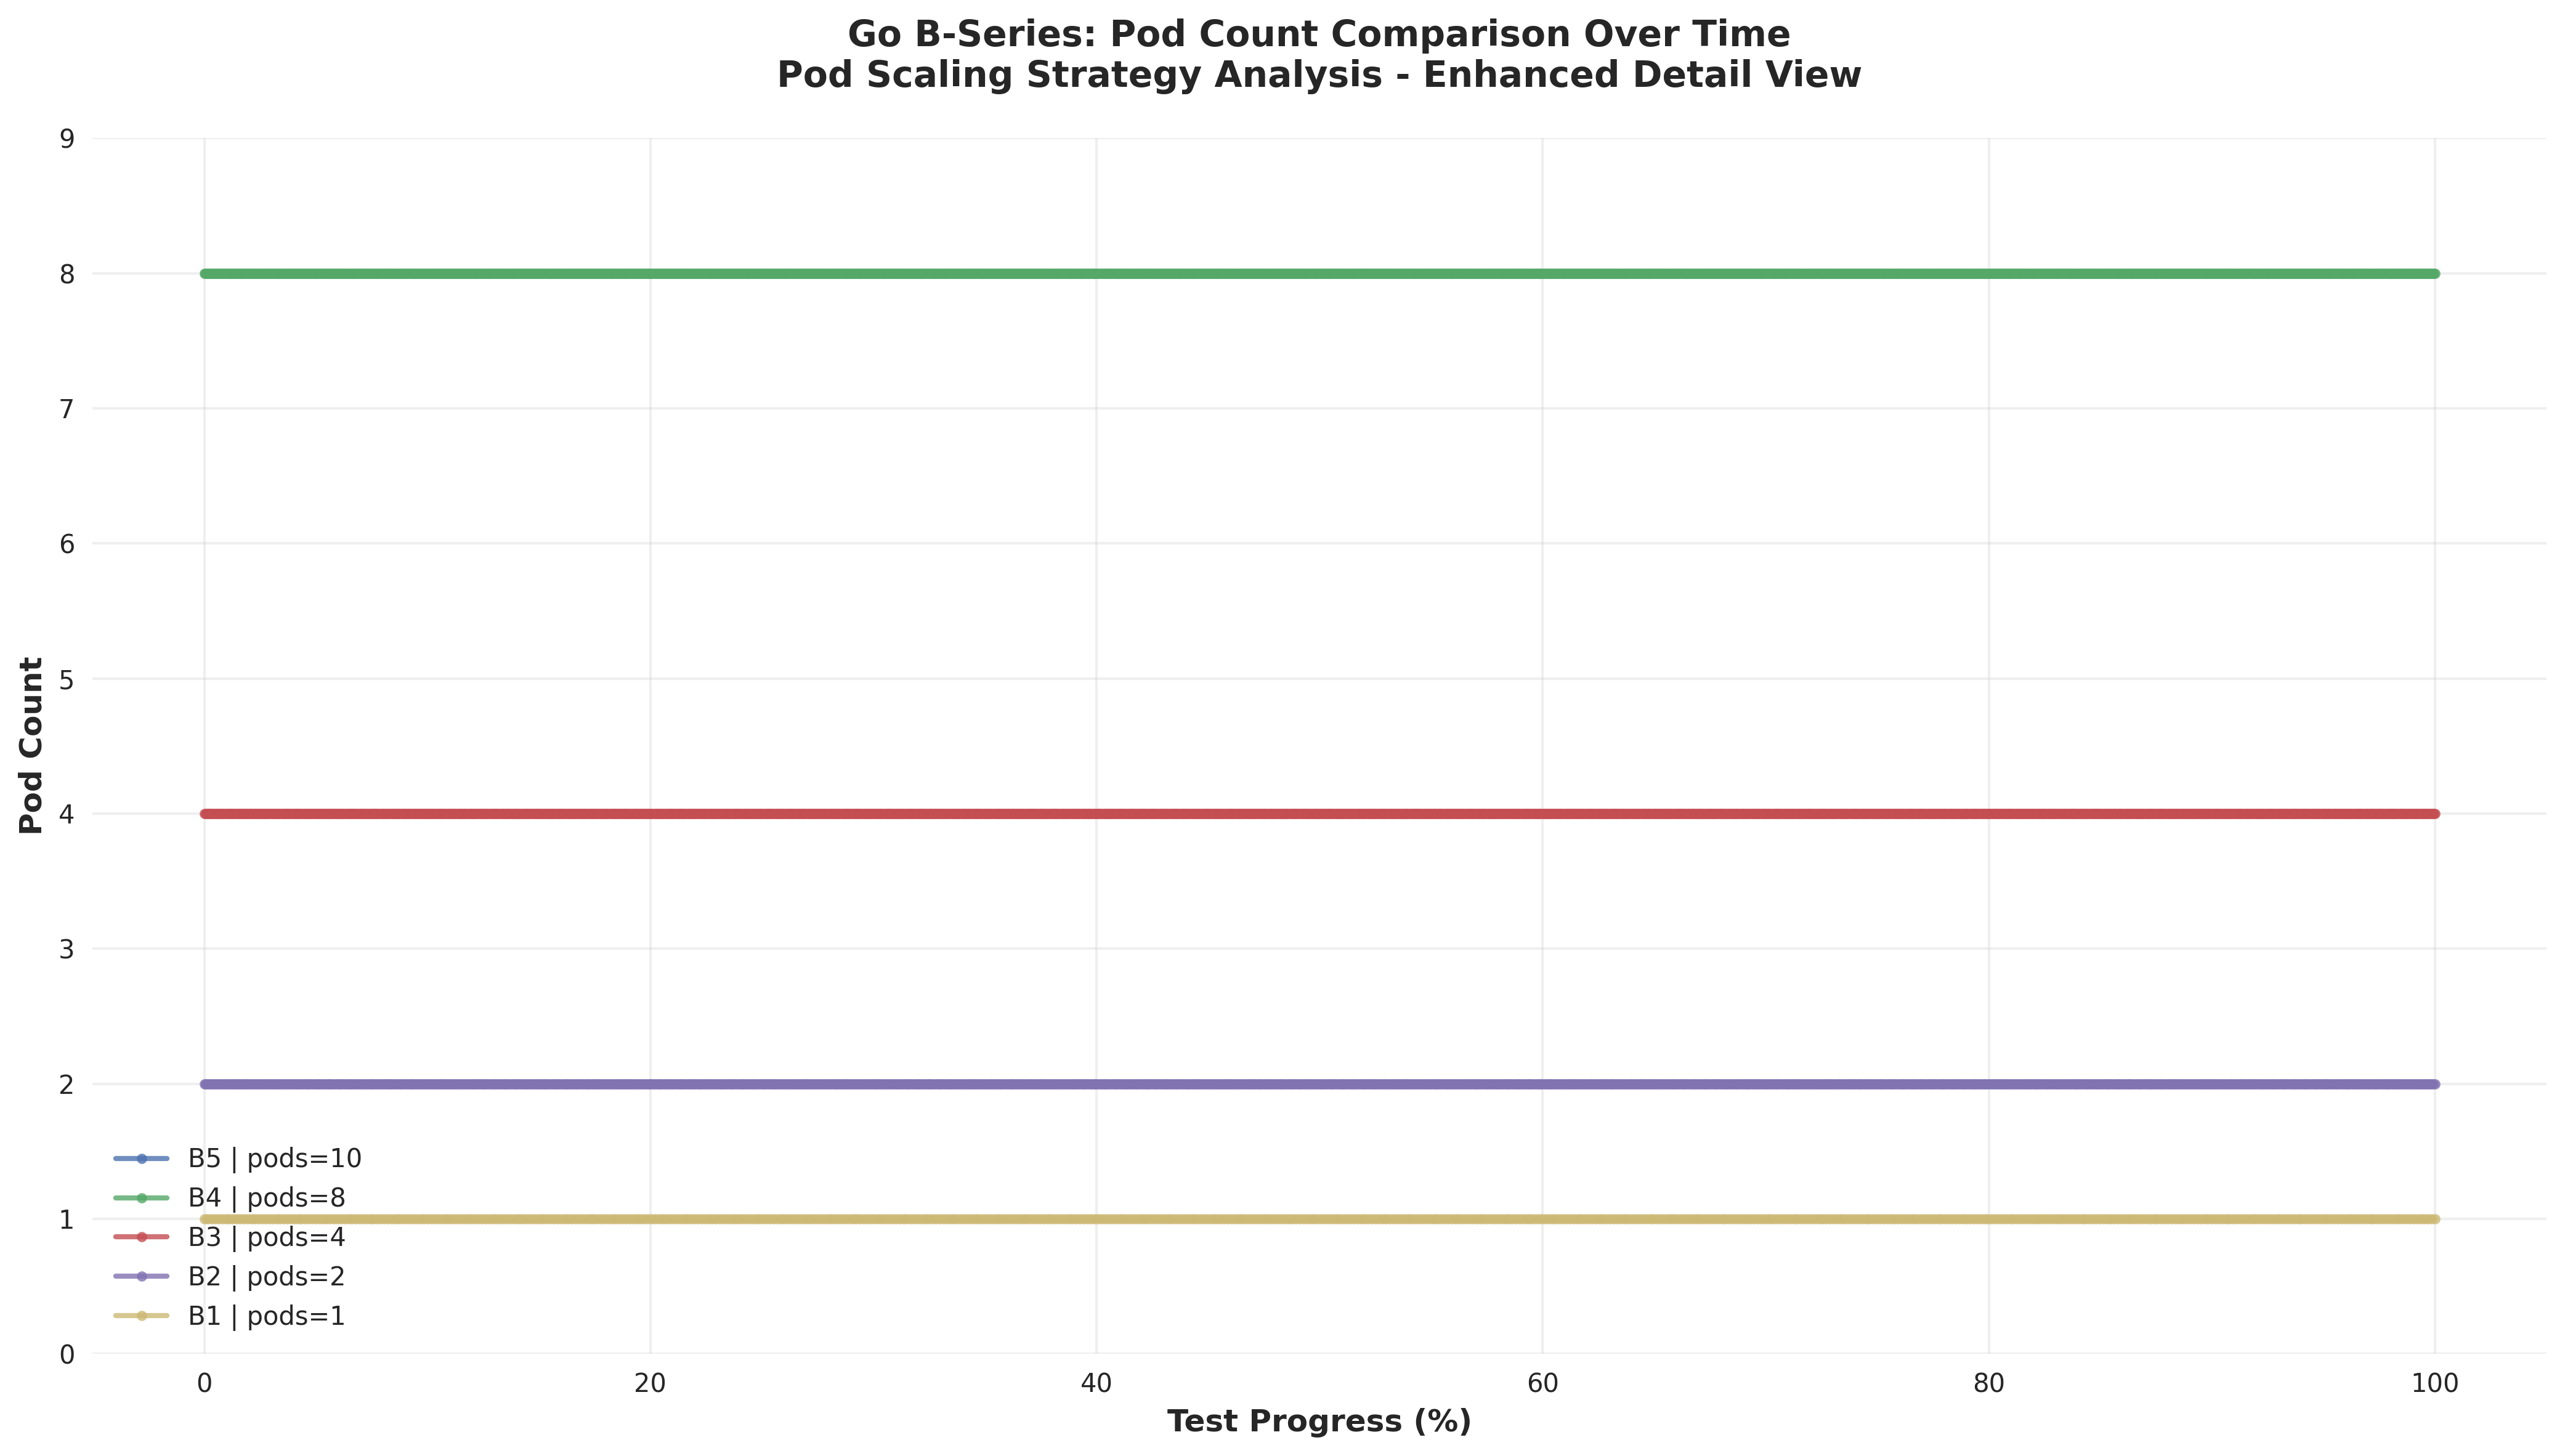 Go B-Series: Pod Count Comparison Over Time
Pod Scaling Strategy Analysis - Enhanced Detail View
Pod Count
9
8
7
6
5
4
3
2
1
0
B5 | pods=10
B4 | pods=8
B3 | pods=4
B2 | pods=2
B1 | pods=1
0 20 40 60 80 100
Test Progress (%)